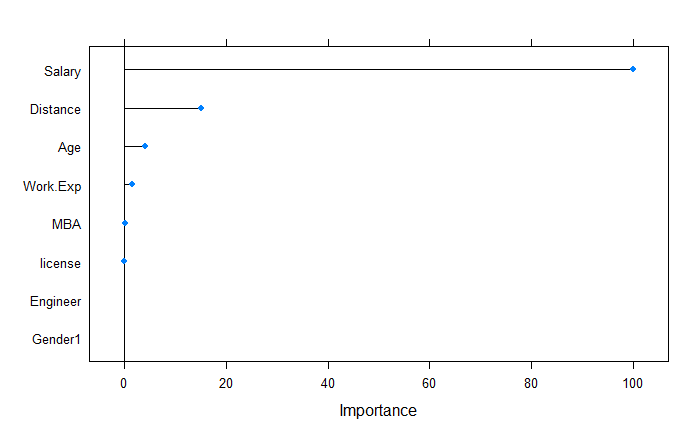 Salary
Distance
Age
Work.Exp
MBA
license
Engineer
Gender1
0 20 40 60 80 100
Importance